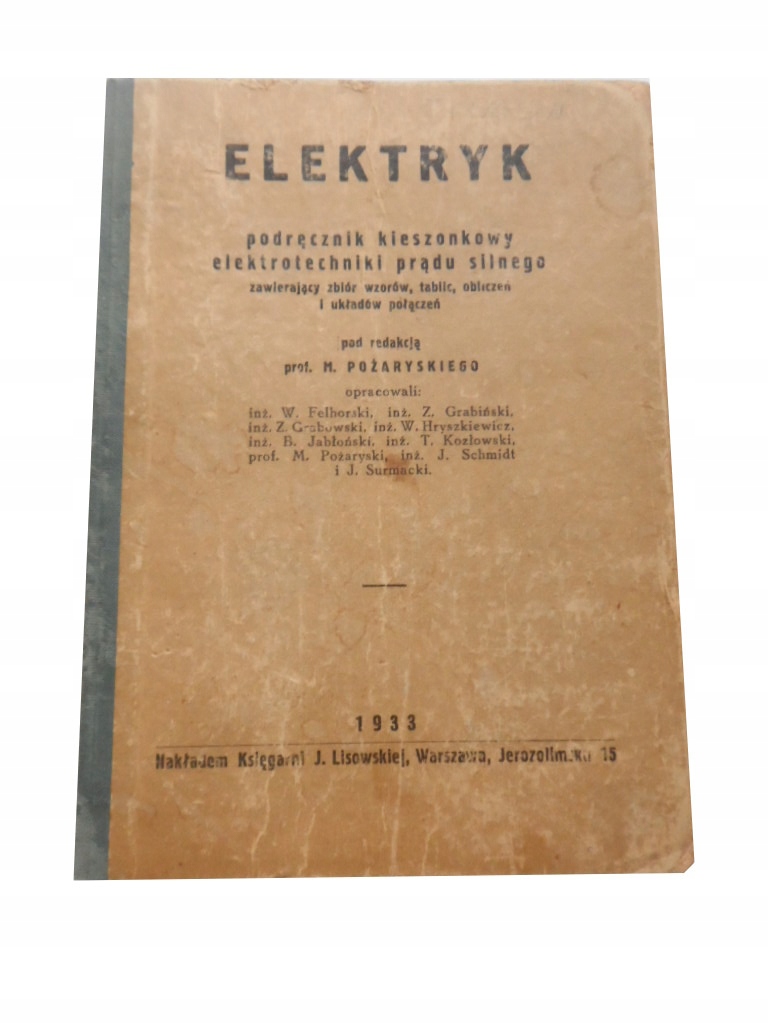 ELEKTRYK
podręcznik kieszonkowy
elektrotechniki prądu silnego
zawierający zbiór wzorów, tablic, obliczeń
i układów połączeń
pod redakcją
prof. M. POŻARYSKIEGO
opracowali:
inż. W. Felhorski, inż. Z. Grabiński,
inż. Z. Grabowski, inż. W. Hryszkiewicz,
inż. B. Jabłoński, inż. T. Kozłowski,
prof. M. Pożaryski, inż. J. Schmidt
i J. Surmacki.
1933
Nakładem Księgarni J. Lisowskiej, Warszawa, Jerozolimska 15